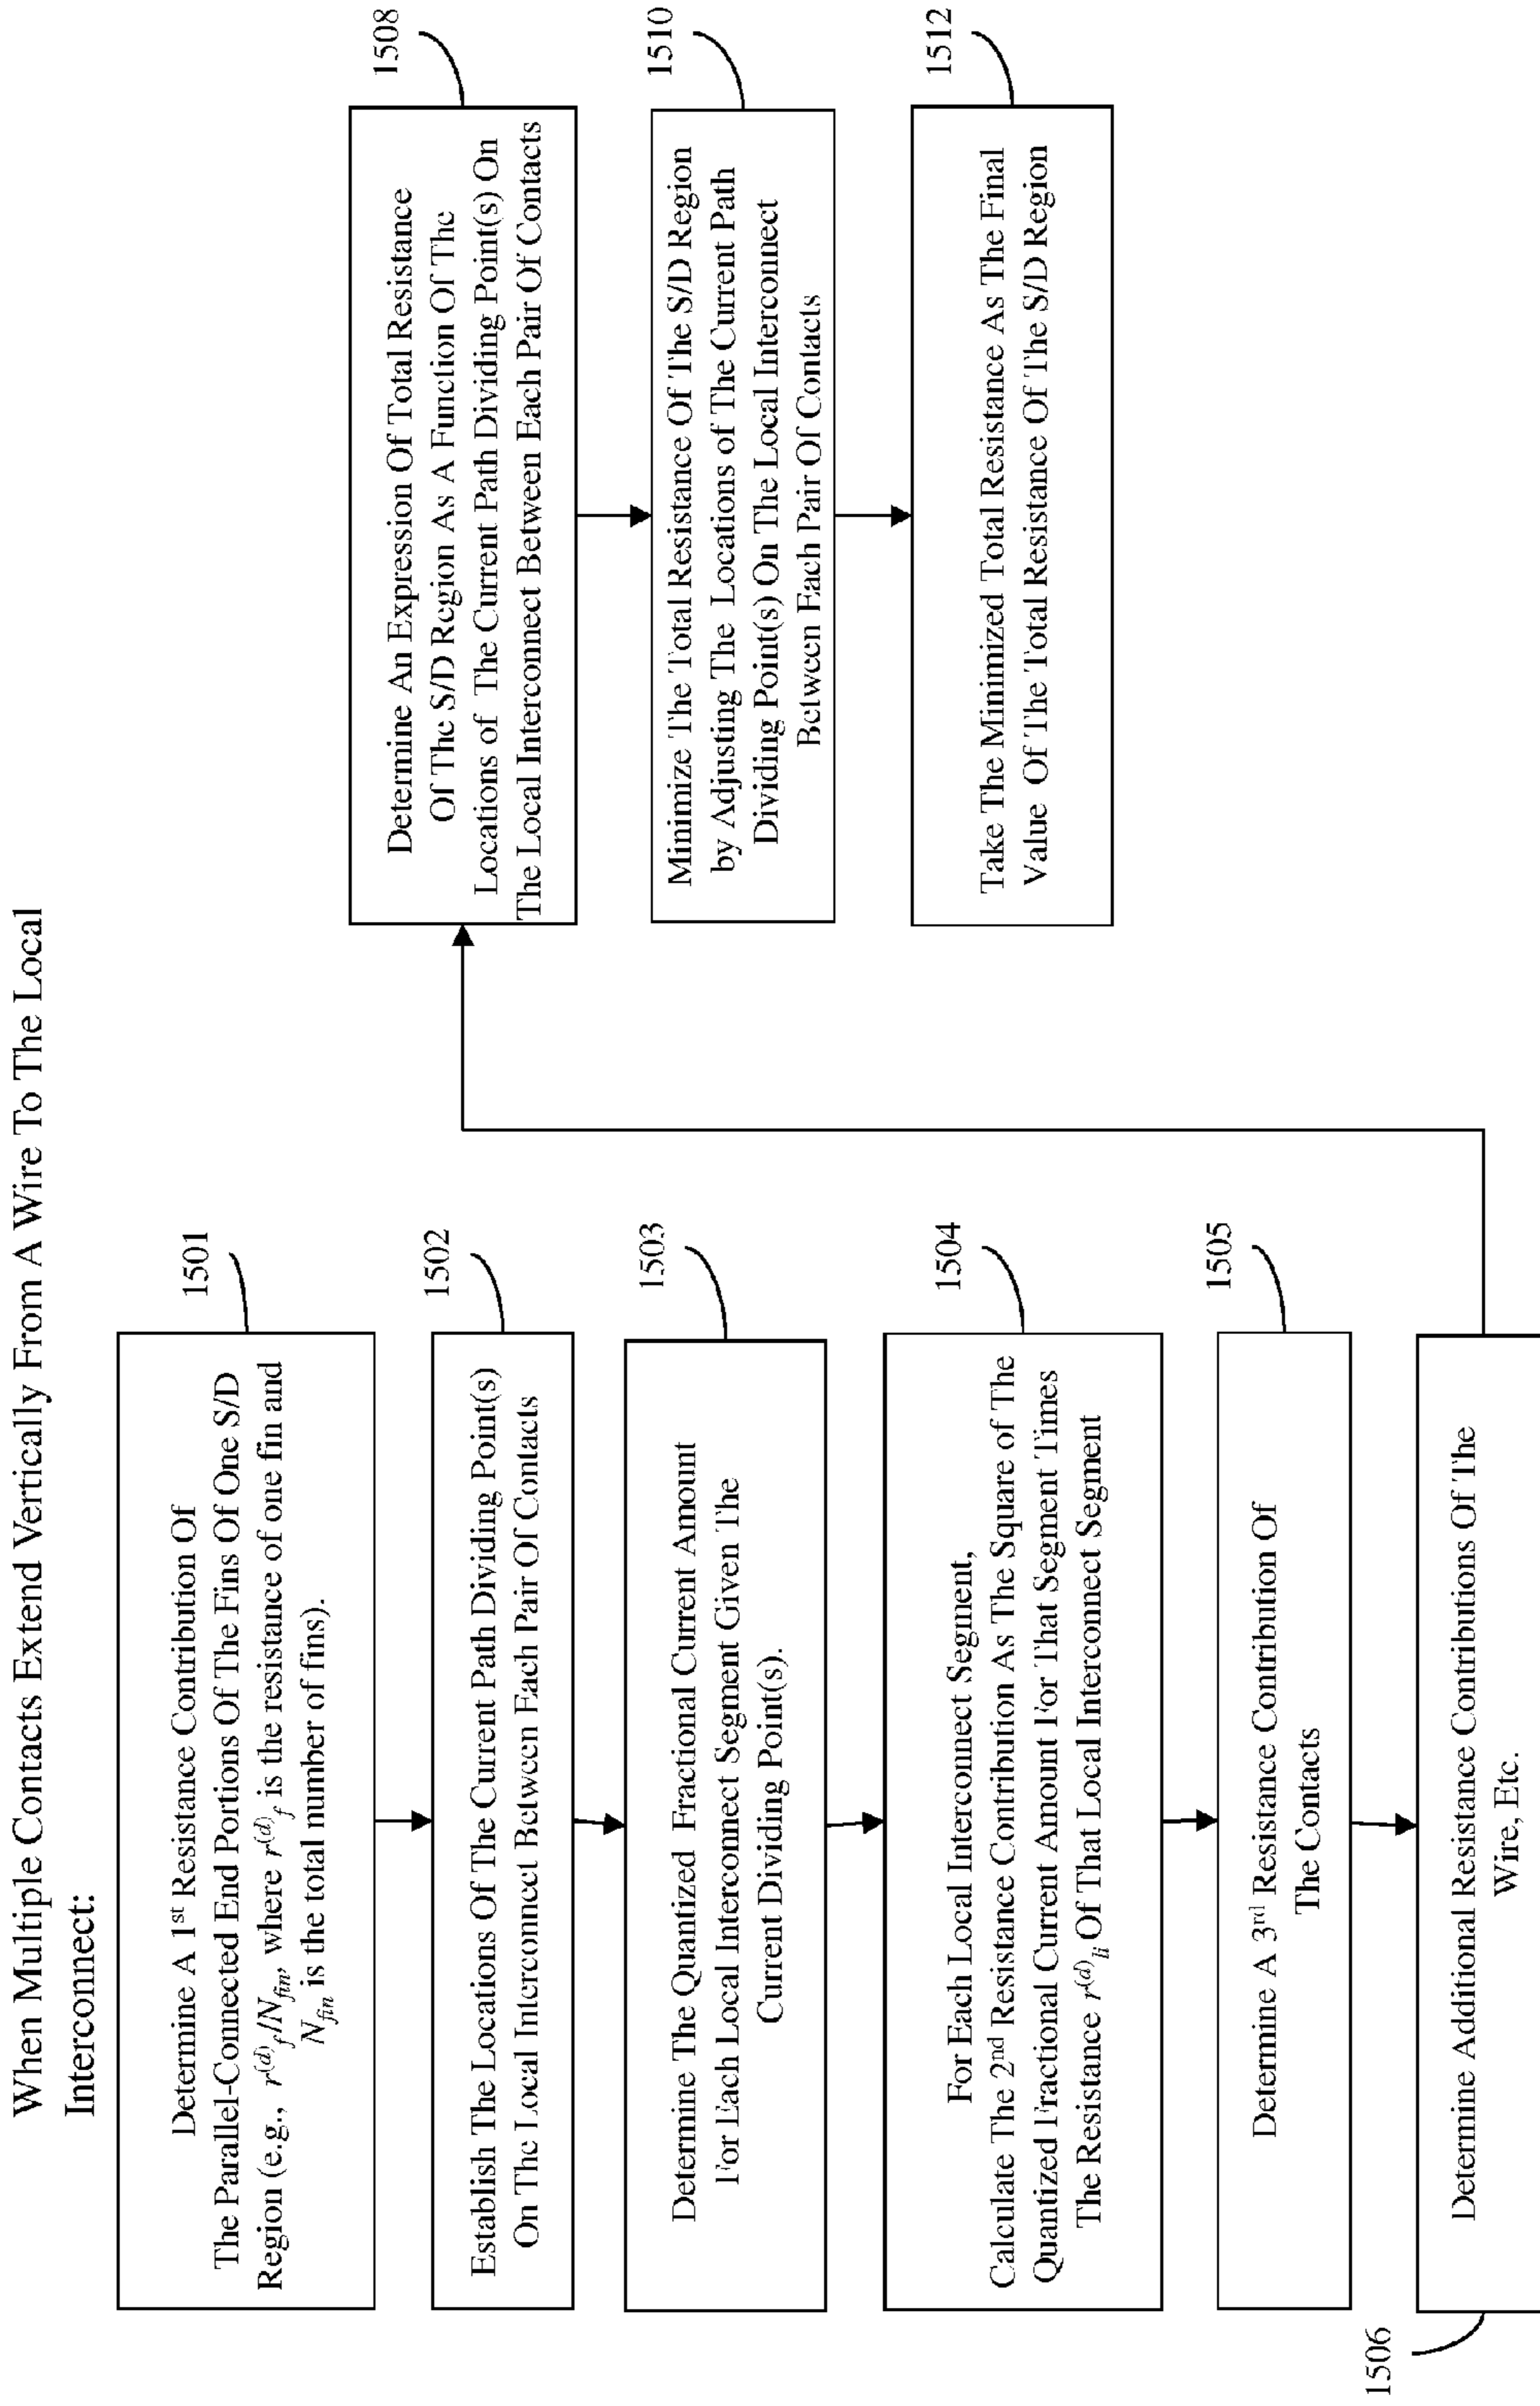 When Multiple Contacts Extend Vertically From A Wire To The Local
Interconnect:
1501
Determine A 1st Resistance Contribution Of
The Parallel-Connected End Portions Of The Fins Of One S/D
Region (e.g., r(d)f/Nfin, where r(d)f is the resistance of one fin and
Nfin is the total number of fins).
1502
Establish The Locations Of The Current Path Dividing Point(s)
On The Local Interconnect Between Each Pair Of Contacts
1503
Determine The Quantized Fractional Current Amount
For Each Local Interconnect Segment Given The
Current Dividing Point(s).
1504
For Each Local Interconnect Segment,
Calculate The 2nd Resistance Contribution As The Square of The
Quantized Fractional Current Amount For That Segment Times
The Resistance r(d)li Of That Local Interconnect Segment
1505
Determine A 3rd Resistance Contribution Of
The Contacts
1506
Determine Additional Resistance Contributions Of The
Wire, Etc.
1508
Determine An Expression Of Total Resistance
Of The S/D Region As A Function Of The
Locations of The Current Path Dividing Point(s) On
The Local Interconnect Between Each Pair Of Contacts
1510
Minimize The Total Resistance Of The S/D Region
by Adjusting The Locations of The Current Path
Dividing Point(s) On The Local Interconnect
Between Each Pair Of Contacts
1512
Take The Minimized Total Resistance As The Final
Value Of The Total Resistance Of The S/D Region